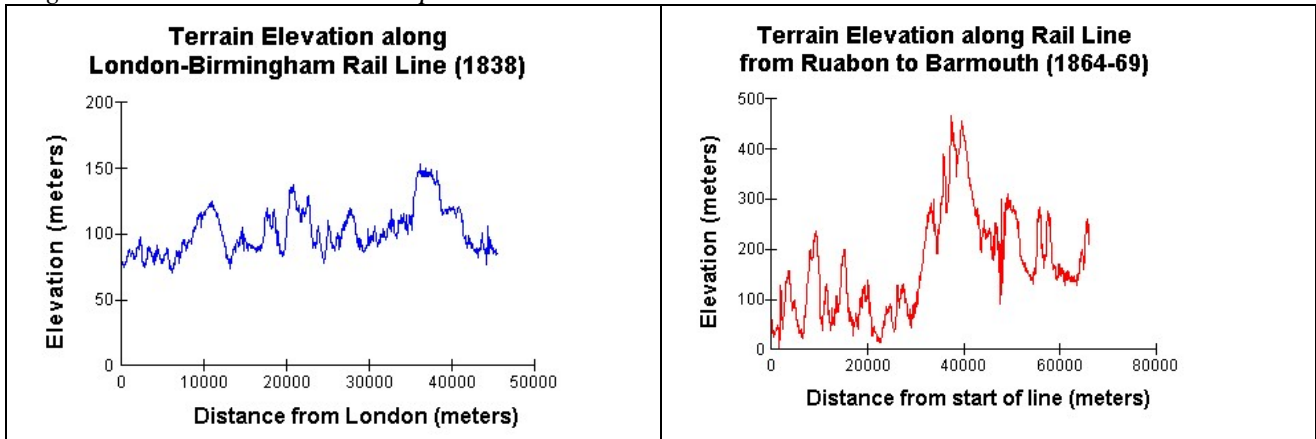 Terrain Elevation along
London-Birmingham Rail Line (1838)
200
150
100
50
0
Elevation (meters)
0 10000 20000 30000 40000 50000
Distance from London (meters)
Terrain Elevation along Rail Line
from Ruabon to Barmouth (1864-69)
500
400
300
200
100
0
Elevation (meters)
0 20000 40000 60000 80000
Distance from start of line (meters)